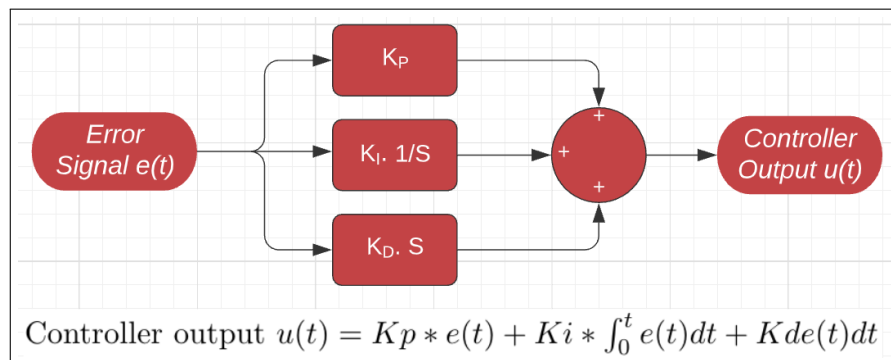 K_P
Error
Signal e(t)
K_I. 1/S
K_D. S
+
+
+
Controller
Output u(t)
Controller output u(t) = Kp * e(t) + Ki * ∫_0^t e(t)dt + Kde(t)dt